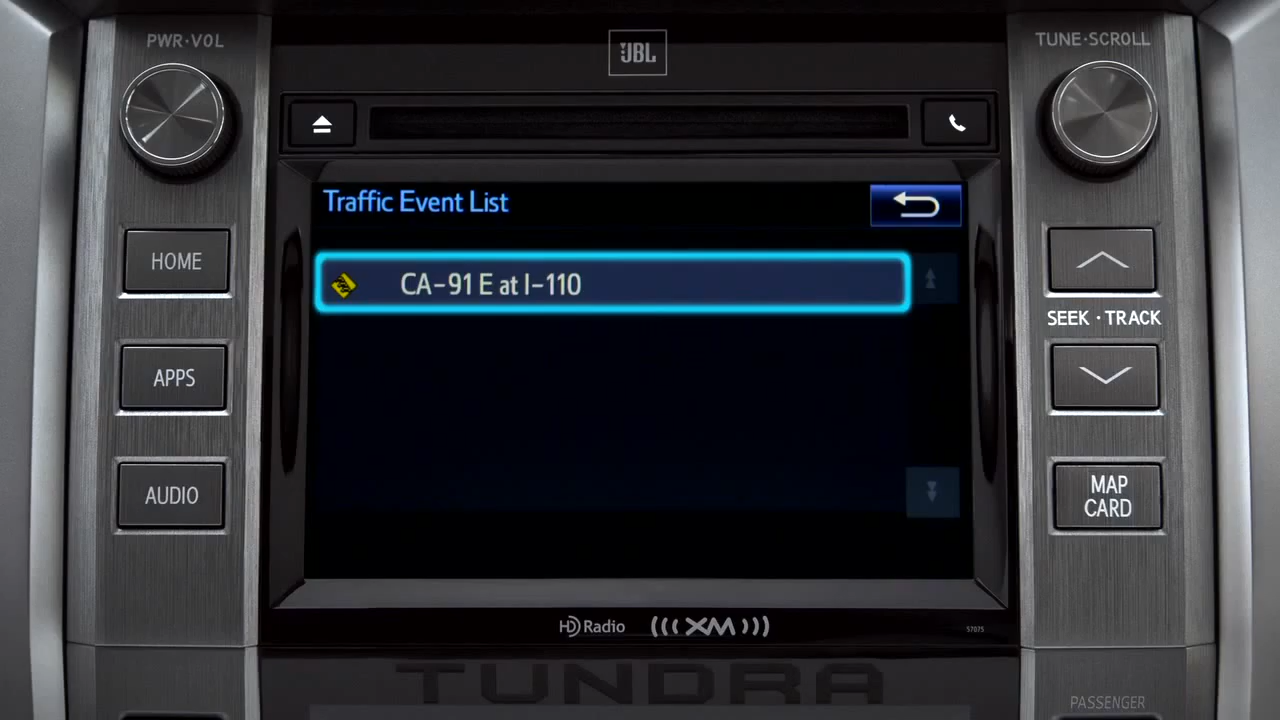 PWR·VOL
JBL
TUNE·SCROLL
Traffic Event List
HOME
CA-91 E at I-110
SEEK · TRACK
APPS
AUDIO
MAP
CARD
HD Radio
XM
57075
TUNDRA
PASSENGER